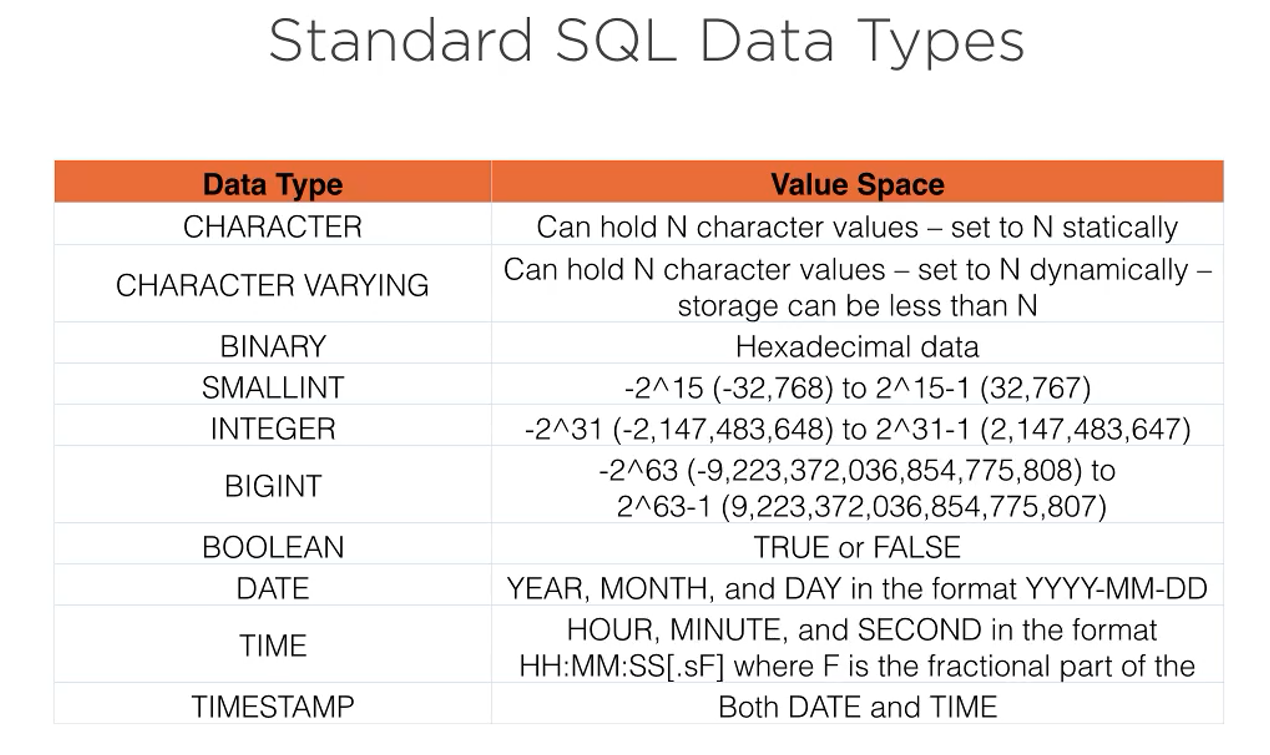 Standard SQL Data Types
Data Type Value Space
CHARACTER Can hold N character values – set to N statically
CHARACTER VARYING Can hold N character values – set to N dynamically –
storage can be less than N
BINARY Hexadecimal data
SMALLINT -2^15 (-32,768) to 2^15-1 (32,767)
INTEGER -2^31 (-2,147,483,648) to 2^31-1 (2,147,483,647)
BIGINT -2^63 (-9,223,372,036,854,775,808) to
2^63-1 (9,223,372,036,854,775,807)
BOOLEAN TRUE or FALSE
DATE YEAR, MONTH, and DAY in the format YYYY-MM-DD
TIME HOUR, MINUTE, and SECOND in the format
HH:MM:SS[.sF] where F is the fractional part of the
TIMESTAMP Both DATE and TIME